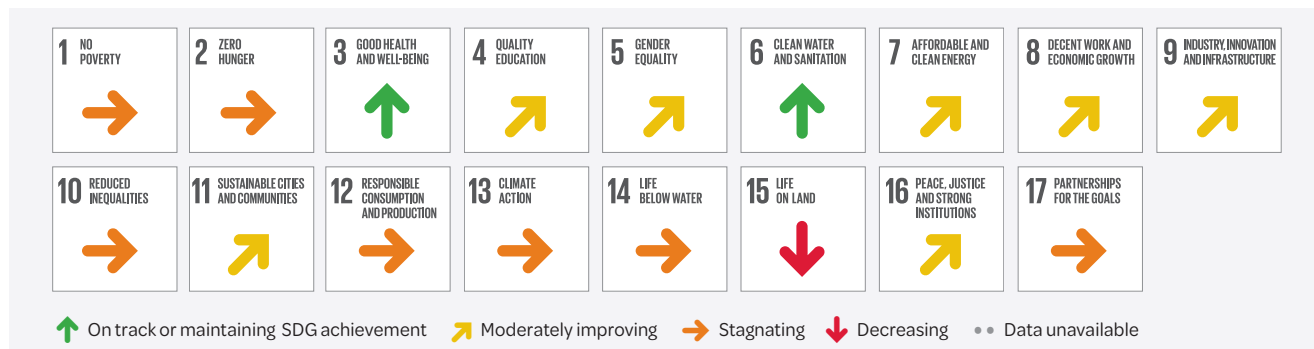 1 NO
POVERTY
2 ZERO
HUNGER
3 GOOD HEALTH
AND WELL-BEING
4 QUALITY
EDUCATION
5 GENDER
EQUALITY
6 CLEAN WATER
AND SANITATION
7 AFFORDABLE AND
CLEAN ENERGY
8 DECENT WORK AND
ECONOMIC GROWTH
9 INDUSTRY, INNOVATION
AND INFRASTRUCTURE
10 REDUCED
INEQUALITIES
11 SUSTAINABLE CITIES
AND COMMUNITIES
12 RESPONSIBLE
CONSUMPTION
AND PRODUCTION
13 CLIMATE
ACTION
14 LIFE
BELOW WATER
15 LIFE
ON LAND
16 PEACE, JUSTICE
AND STRONG
INSTITUTIONS
17 PARTNERSHIPS
FOR THE GOALS
On track or maintaining SDG achievement
Moderately improving
Stagnating
Decreasing
Data unavailable